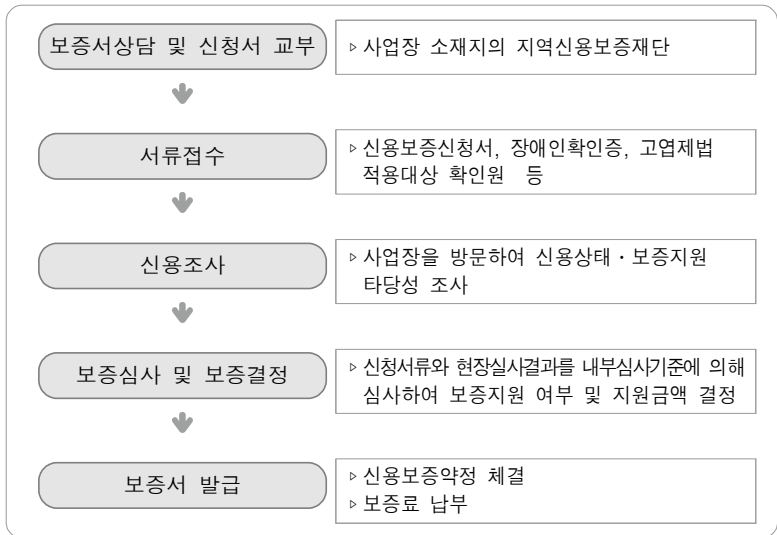 보증서상담 및 신청서 교부
▹사업장 소재지의 지역신용보증재단
서류접수
▹신용보증신청서, 장애인확인증, 고엽제법
적용대상 확인원 등
신용조사
▹사업장을 방문하여 신용상태・보증지원
타당성 조사
보증심사 및 보증결정
▹신청서류와 현장실사결과를 내부심사기준에 의해
심사하여 보증지원 여부 및 지원금액 결정
보증서 발급
▹신용보증약정 체결
▹보증료 납부